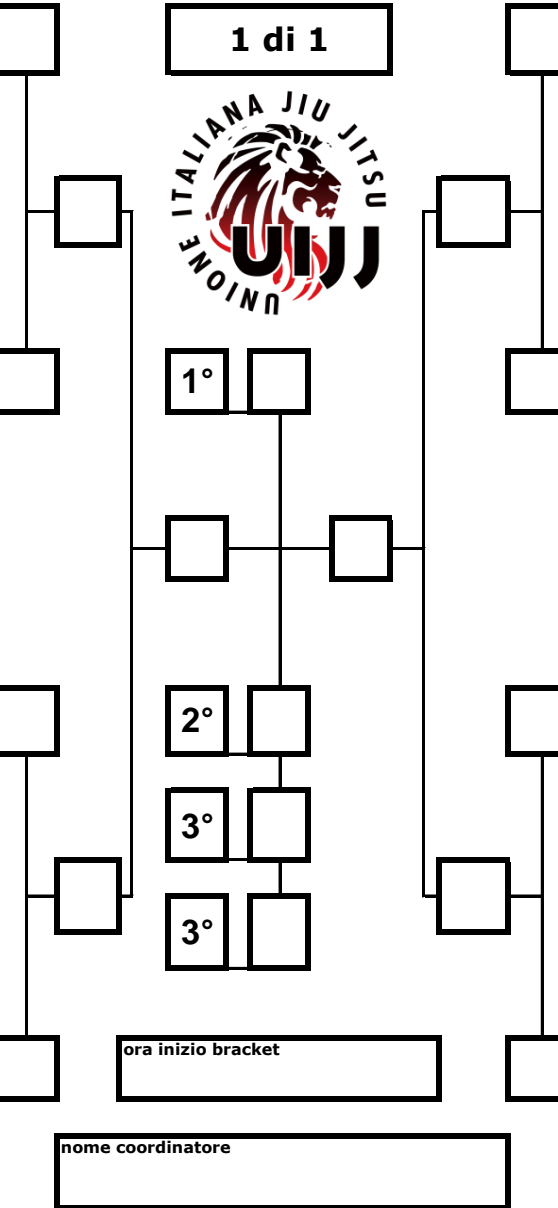 1 di 1
UNIONE ITALIANA JIU JITSU
UIJJ
1°
2°
3°
3°
ora inizio bracket
nome coordinatore